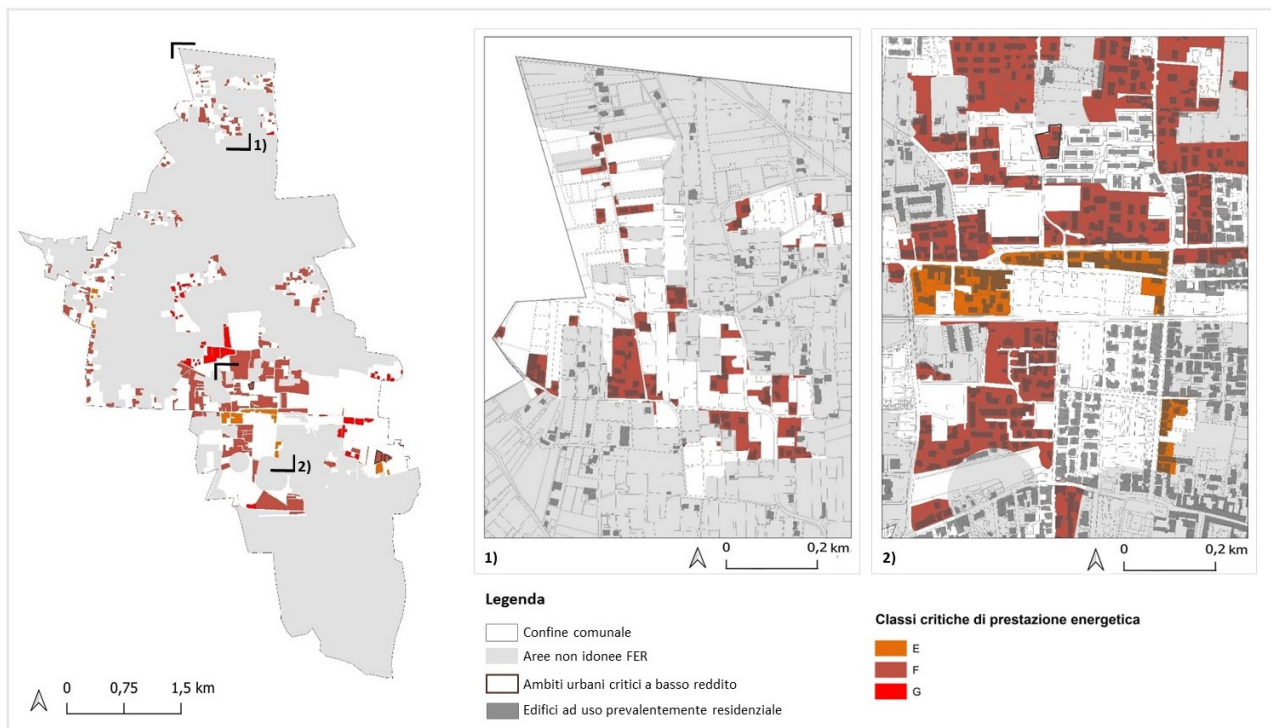 1)
2)
0 0,75 1,5 km
1)
0 0,2 km
2)
0 0,2 km
Legenda
Confine comunale
Aree non idonee FER
Ambiti urbani critici a basso reddito
Edifici ad uso prevalentemente residenziale
Classi critiche di prestazione energetica
E
F
G